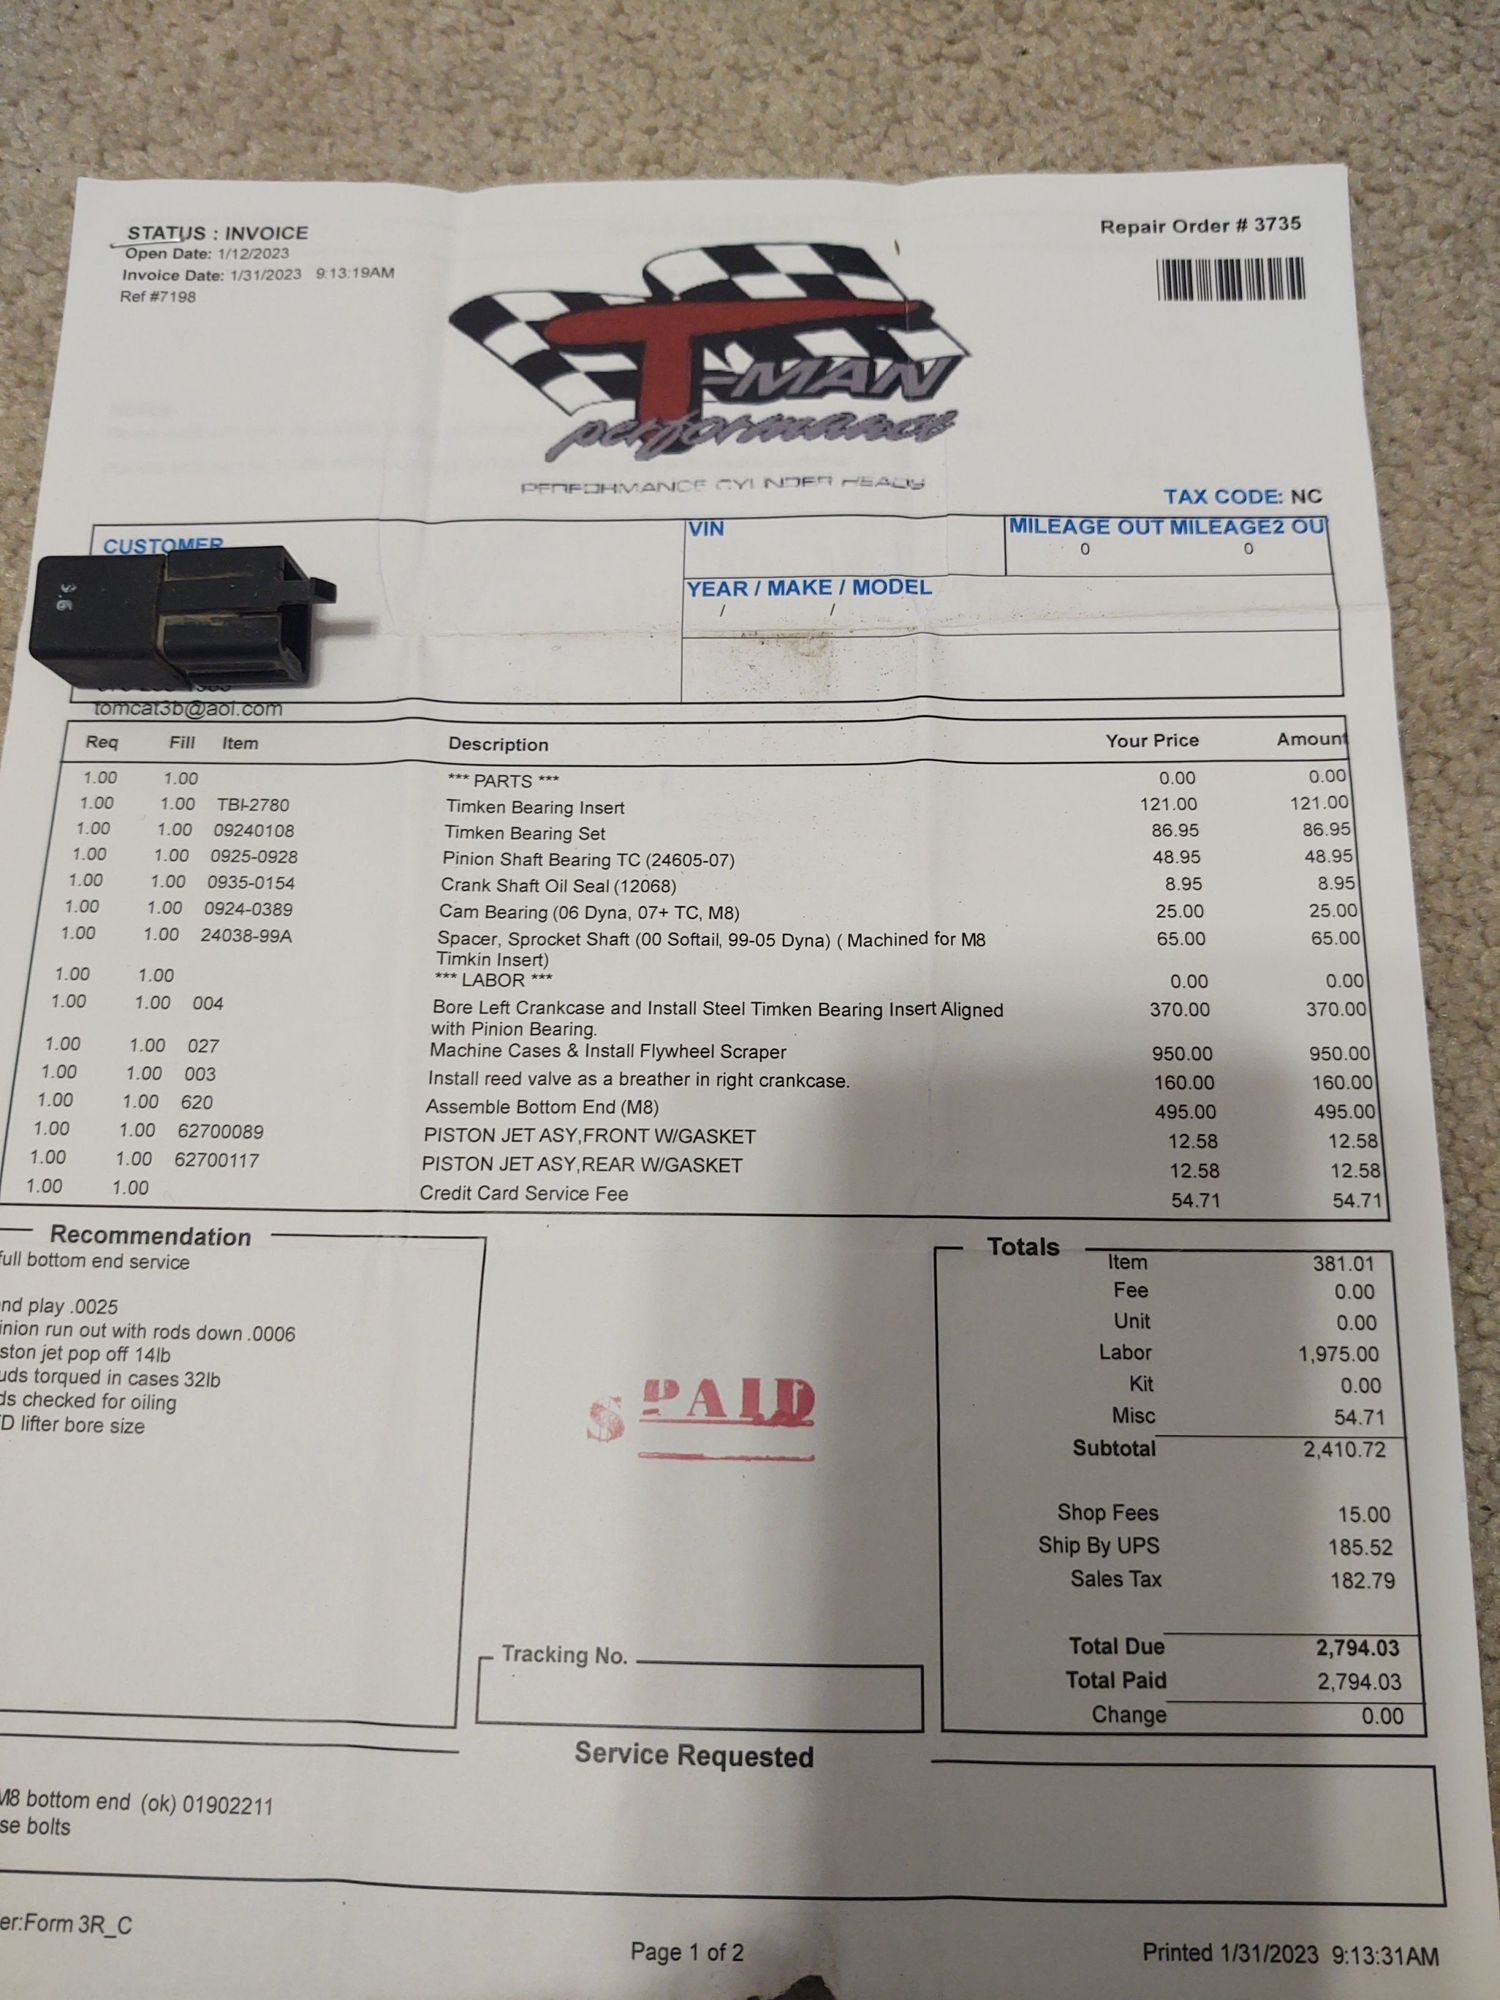 STATUS : INVOICE
Open Date: 1/12/2023
Invoice Date: 1/31/2023 9:13:19AM
Ref #7198
Repair Order # 3735
T-MAN
performance
PERFORMANCE CYLINDER HEADS
TAX CODE: NC
CUSTOMER
VIN
MILEAGE OUT MILEAGE2 OU
0 0
YEAR / MAKE / MODEL
/ /
9.6
tomcat3b@aol.com
Req Fill Item Description Your Price Amount
1.00 1.00 *** PARTS *** 0.00 0.00
1.00 1.00 TBI-2780 Timken Bearing Insert 121.00 121.00
1.00 1.00 09240108 Timken Bearing Set 86.95 86.95
1.00 1.00 0925-0928 Pinion Shaft Bearing TC (24605-07) 48.95 48.95
1.00 1.00 0935-0154 Crank Shaft Oil Seal (12068) 8.95 8.95
1.00 1.00 0924-0389 Cam Bearing (06 Dyna, 07+ TC, M8) 25.00 25.00
1.00 1.00 24038-99A Spacer, Sprocket Shaft (00 Softail, 99-05 Dyna) ( Machined for M8 65.00 65.00
Timkin Insert)
1.00 1.00 *** LABOR *** 0.00 0.00
1.00 1.00 004 Bore Left Crankcase and Install Steel Timken Bearing Insert Aligned 370.00 370.00
with Pinion Bearing.
1.00 1.00 027 Machine Cases & Install Flywheel Scraper 950.00 950.00
1.00 1.00 003 Install reed valve as a breather in right crankcase. 160.00 160.00
1.00 1.00 620 Assemble Bottom End (M8) 495.00 495.00
1.00 1.00 62700089 PISTON JET ASY,FRONT W/GASKET 12.58 12.58
1.00 1.00 62700117 PISTON JET ASY,REAR W/GASKET 12.58 12.58
1.00 1.00 Credit Card Service Fee 54.71 54.71
Recommendation
full bottom end service
nd play .0025
inion run out with rods down .0006
ston jet pop off 14lb
uds torqued in cases 32lb
ds checked for oiling
D lifter bore size
$ PAID
Totals
Item 381.01
Fee 0.00
Unit 0.00
Labor 1,975.00
Kit 0.00
Misc 54.71
Subtotal 2,410.72
Shop Fees 15.00
Ship By UPS 185.52
Sales Tax 182.79
Total Due 2,794.03
Total Paid 2,794.03
Change 0.00
Tracking No.
Service Requested
M8 bottom end (ok) 01902211
se bolts
er:Form 3R_C
Page 1 of 2
Printed 1/31/2023 9:13:31AM